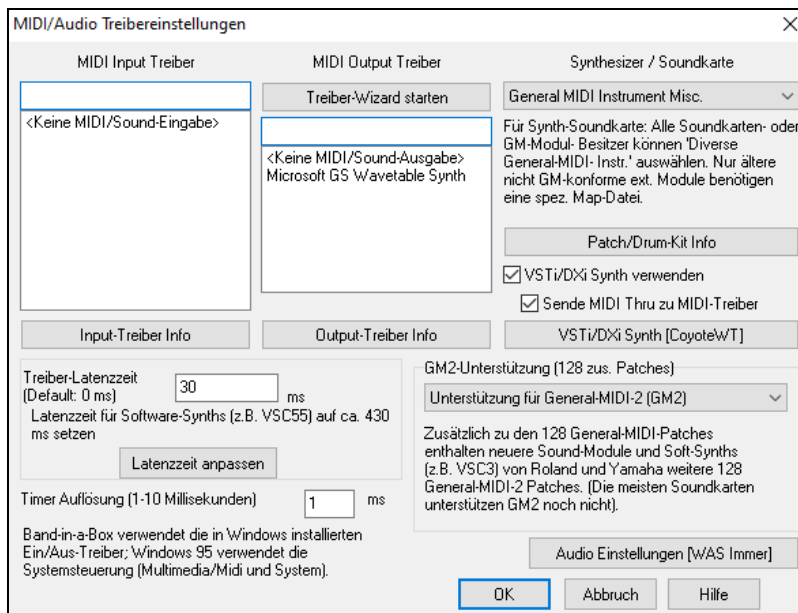 MIDI/Audio Treibereinstellungen
MIDI Input Treiber
<Keine MIDI/Sound-Eingabe>
Input-Treiber Info
MIDI Output Treiber
Treiber-Wizard starten
<Keine MIDI/Sound-Ausgabe>
Microsoft GS Wavetable Synth
Output-Treiber Info
Synthesizer / Soundkarte
General MIDI Instrument Misc.
Für Synth-Soundkarte: Alle Soundkarten- oder
GM-Modul- Besitzer können 'Diverse
General-MIDI- Instr.' auswählen. Nur ältere
nicht GM-konforme ext. Module benötigen
eine spez. Map-Datei.
Patch/Drum-Kit Info
VSTi/DXi Synth verwenden
Sende MIDI Thru zu MIDI-Treiber
VSTi/DXi Synth [CoyoteWT]
Treiber-Latenzzeit
(Default: 0 ms)
30 ms
Latenzzeit für Software-Synths (z.B. VSC55) auf ca. 430
ms setzen
Latenzzeit anpassen
Timer Auflösung (1-10 Millisekunden) 1 ms
Band-in-a-Box verwendet die in Windows installierten
Ein/Aus-Treiber; Windows 95 verwendet die
Systemsteuerung (Multimedia/Midi und System).
GM2-Unterstützung (128 zus. Patches)
Unterstützung für General-MIDI-2 (GM2)
Zusätzlich zu den 128 General-MIDI-Patches
enthalten neuere Sound-Module und Soft-Synths
(z.B. VSC3) von Roland und Yamaha weitere 128
General-MIDI-2 Patches. (Die meisten Soundkarten
unterstützen GM2 noch nicht).
Audio Einstellungen [WAS Immer]
OK
Abbruch
Hilfe